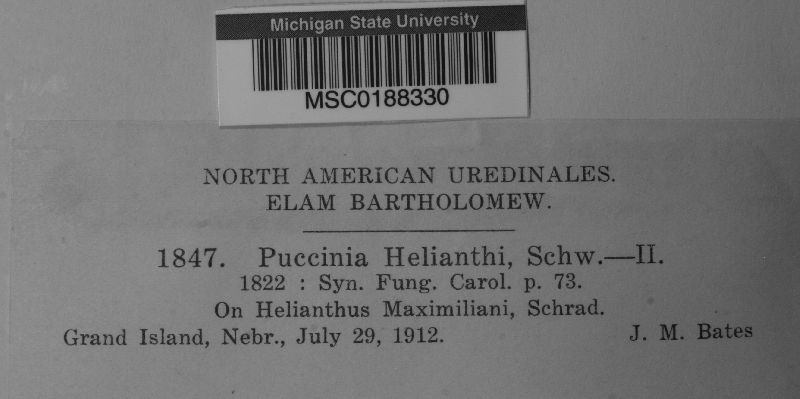 Michigan State University
MSC0188330
NORTH AMERICAN UREDINALES.
ELAM BARTHOLOMEW.
1847. Puccinia Helianthi, Schw.—II.
1822 : Syn. Fung. Carol. p. 73.
On Helianthus Maximiliani, Schrad.
Grand Island, Nebr., July 29, 1912. J. M. Bates